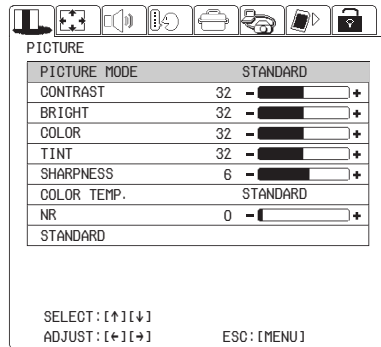 PICTURE
PICTURE MODE STANDARD
CONTRAST 32 - +
BRIGHT 32 - +
COLOR 32 - +
TINT 32 - +
SHARPNESS 6 - +
COLOR TEMP. STANDARD
NR 0 - +
STANDARD
SELECT:[↑][↓]
ADJUST:[←][→] ESC:[MENU]